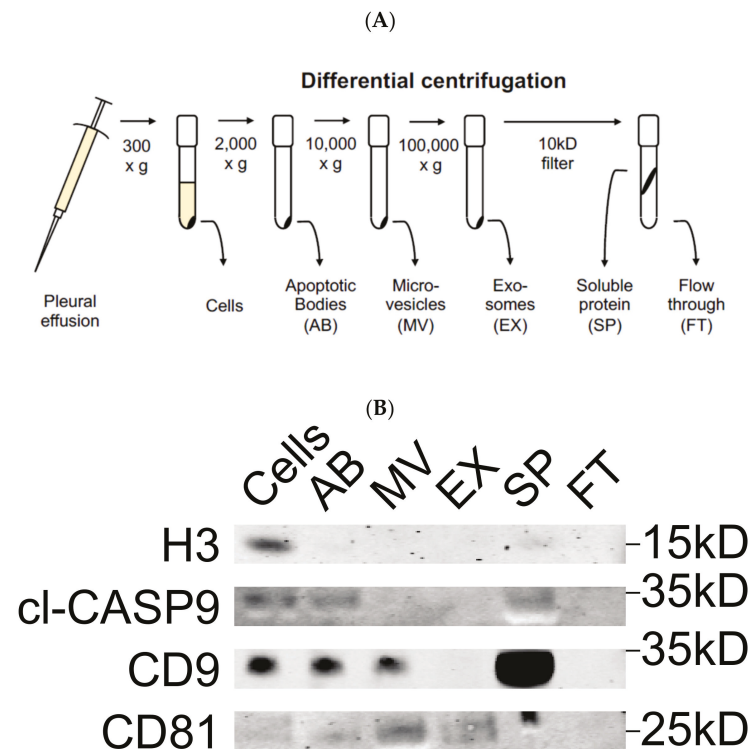 (A)
Differential centrifugation
300
x g
2,000
x g
10,000
x g
100,000
x g
10kD
filter
Pleural
effusion
Cells
Apoptotic
Bodies
(AB)
Micro-
vesicles
(MV)
Exo-
somes
(EX)
Soluble
protein
(SP)
Flow
through
(FT)
(B)
Cells AB MV EX SP FT
H3 15kD
cl-CASP9 35kD
CD9 35kD
CD81 25kD